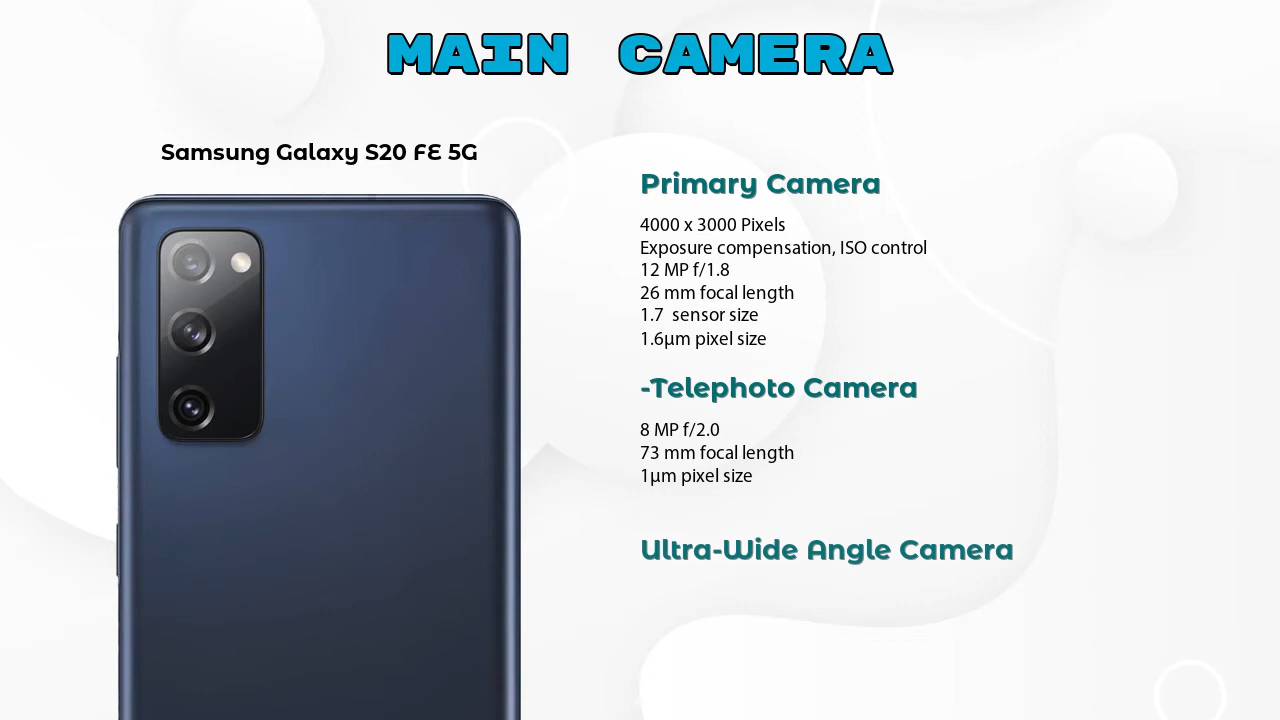 MAIN CAMERA
Samsung Galaxy S20 FE 5G
Primary Camera
4000 x 3000 Pixels
Exposure compensation, ISO control
12 MP f/1.8
26 mm focal length
1.7  sensor size
1.6µm pixel size
-Telephoto Camera
8 MP f/2.0
73 mm focal length
1µm pixel size
Ultra-Wide Angle Camera